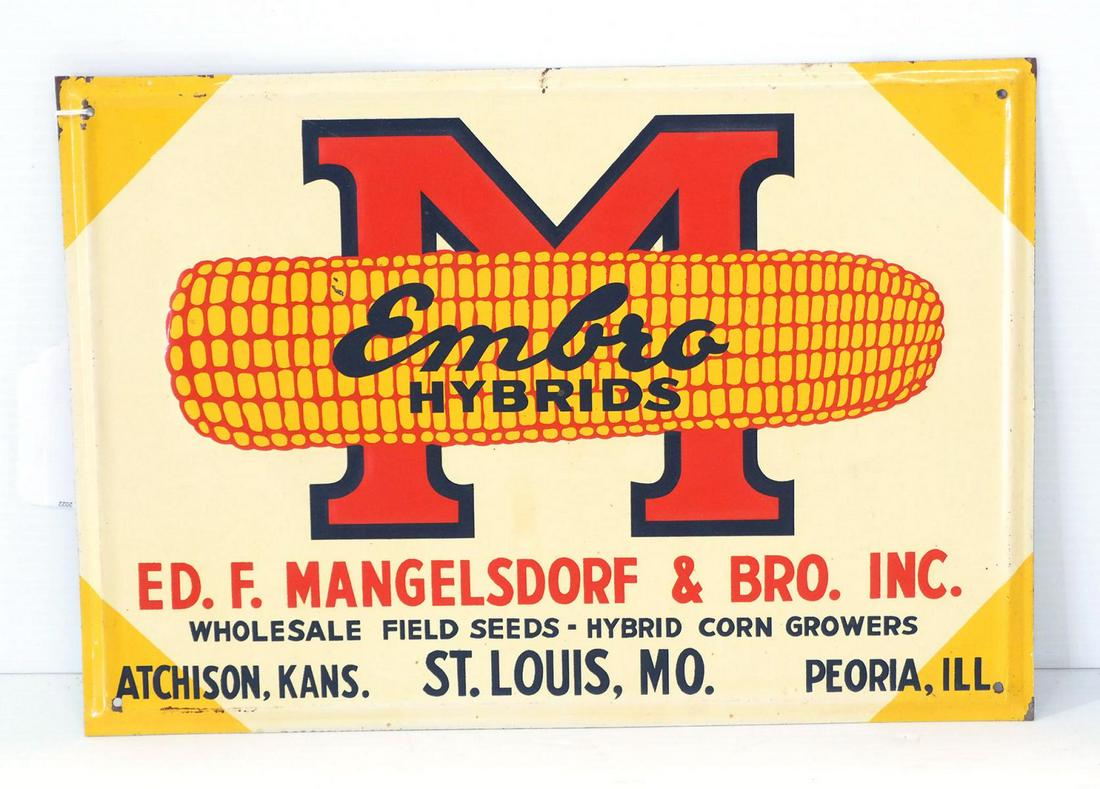 M
Embro
HYBRIDS
ED. F. MANGELSDORF & BRO. INC.
WHOLESALE FIELD SEEDS - HYBRID CORN GROWERS
ATCHISON, KANS. ST. LOUIS, MO. PEORIA, ILL.
2022